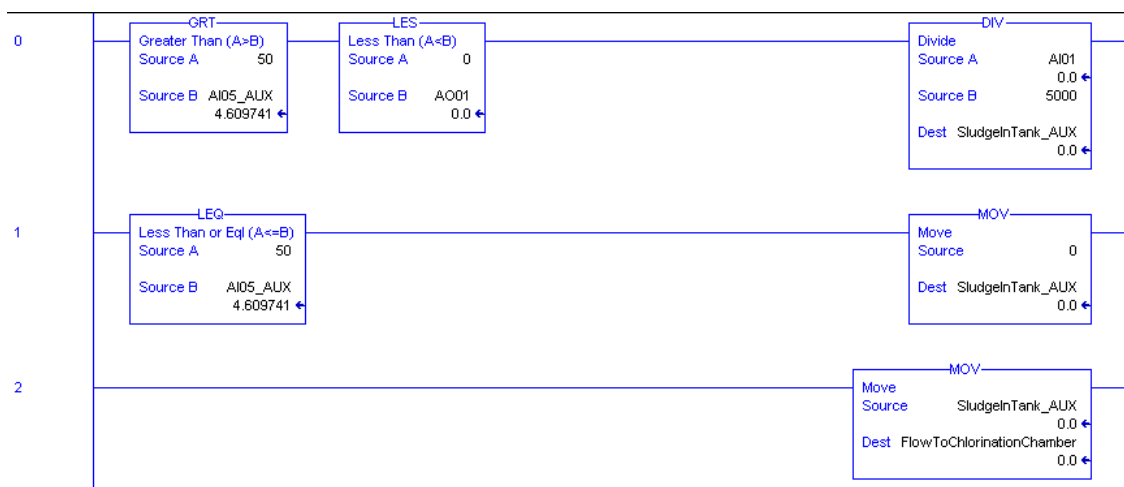 0
GRT
Greater Than (A>B)
Source A 50
Source B AI05_AUX
4.609741
LES
Less Than (A<B)
Source A 0
Source B AO01
0.0
DIV
Divide
Source A AI01
0.0
Source B 5000
Dest SludgeInTank_AUX
0.0
1
LEQ
Less Than or Eql (A<=B)
Source A 50
Source B AI05_AUX
4.609741
MOV
Move
Source 0
Dest SludgeInTank_AUX
0.0
2
MOV
Move
Source SludgeInTank_AUX
0.0
Dest FlowToChlorinationChamber
0.0